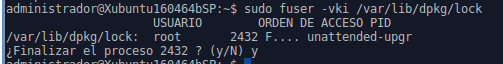 administrador@Xubuntu160464bSP:~$ sudo fuser -vki /var/lib/dpkg/lock
USUARIO ORDEN DE ACCESO PID
/var/lib/dpkg/lock: root 2432 F.... unattended-upgr
¿Finalizar el proceso 2432 ? (y/N) y